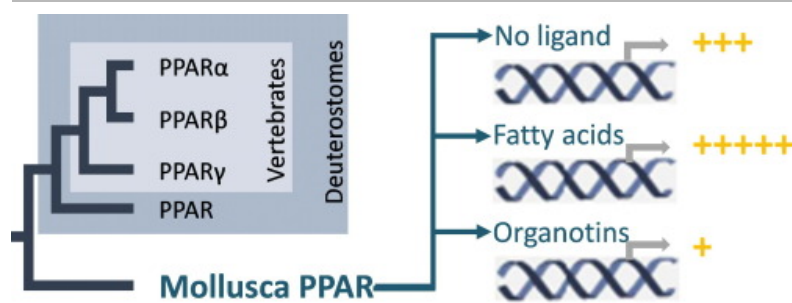 PPARα
PPARβ
PPARγ
PPAR
Vertebrates
Deuterostomes
Mollusca PPAR
No ligand
+++
Fatty acids
+++++
Organotins
+